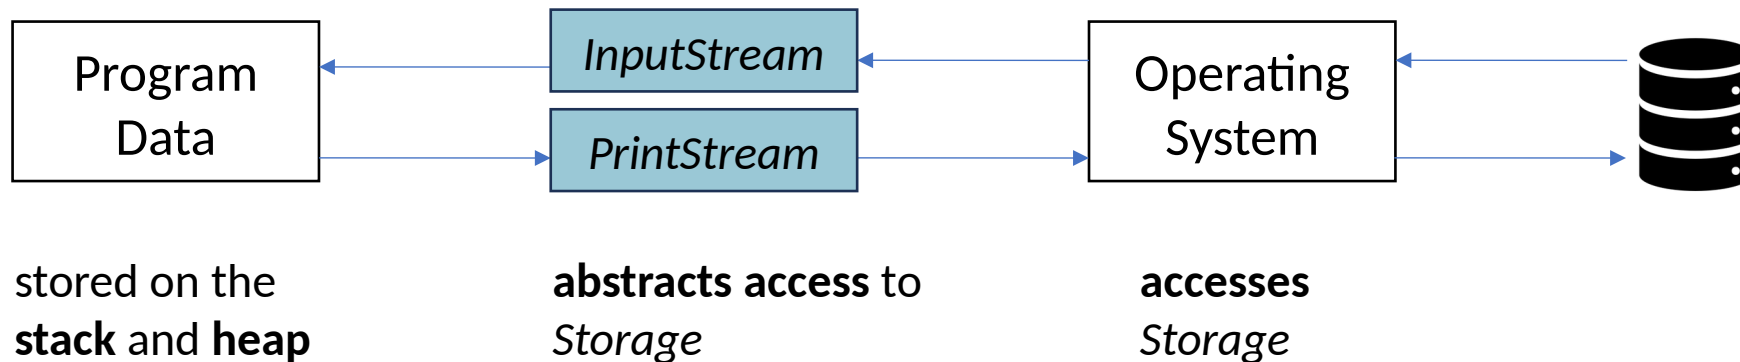 Program
Data
InputStream
PrintStream
Operating
System
stored on the
stack and heap
abstracts access to
Storage
accesses
Storage